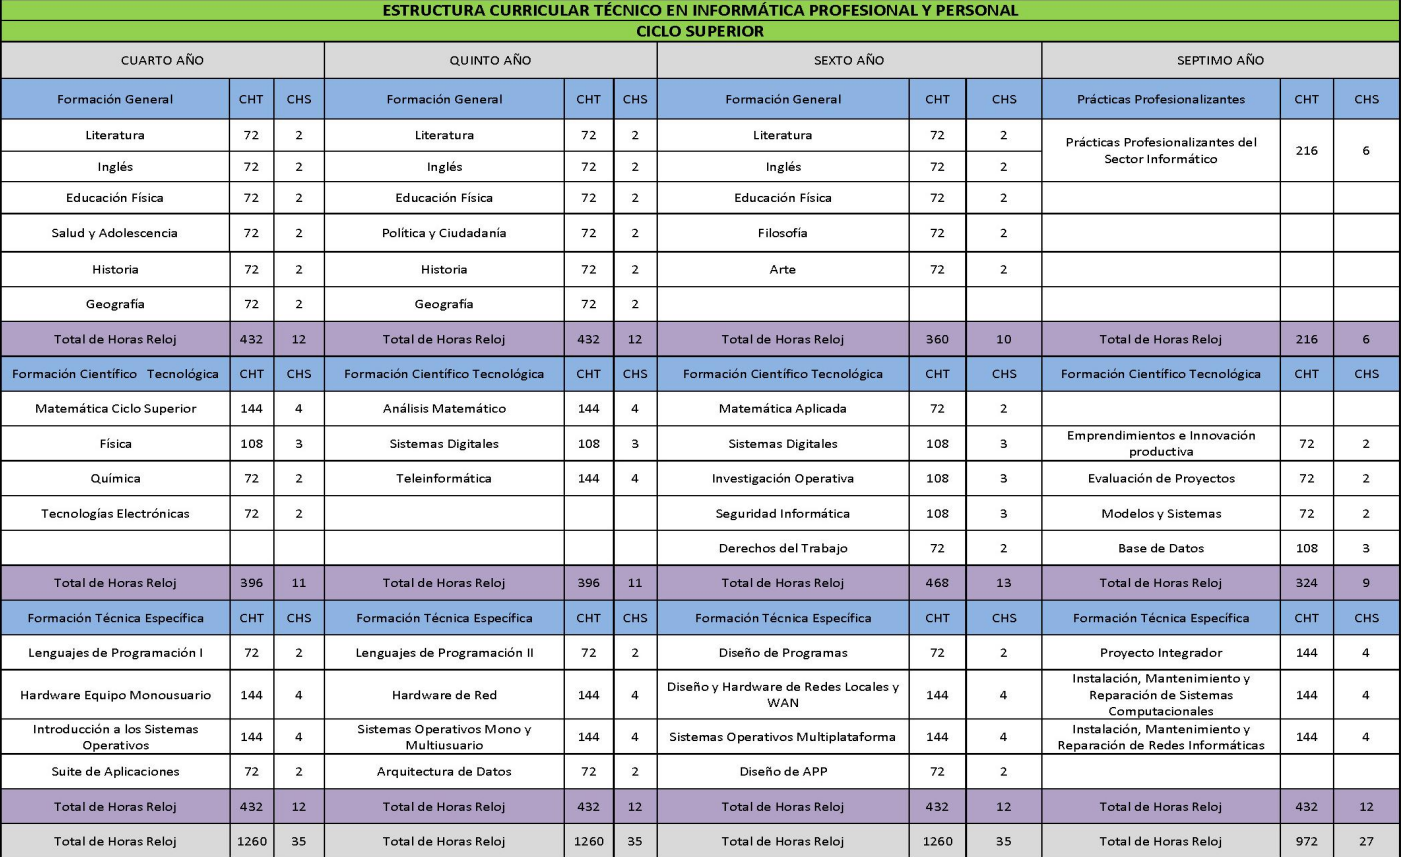 ESTRUCTURA CURRICULAR TÉCNICO EN INFORMÁTICA PROFESIONAL Y PERSONAL
CICLO SUPERIOR
CUARTO AÑO QUINTO AÑO SEXTO AÑO SEPTIMO AÑO
Formación General CHT CHS Formación General CHT CHS Formación General CHT CHS Prácticas Profesionalizantes CHT CHS
Literatura 72 2 Literatura 72 2 Literatura 72 2 Prácticas Profesionalizantes del
Sector Informático 216 6
Inglés 72 2 Inglés 72 2 Inglés 72 2
Educación Física 72 2 Educación Física 72 2 Educación Física 72 2
Salud y Adolescencia 72 2 Política y Ciudadanía 72 2 Filosofía 72 2
Historia 72 2 Historia 72 2 Arte 72 2
Geografía 72 2 Geografía 72 2
Total de Horas Reloj 432 12 Total de Horas Reloj 432 12 Total de Horas Reloj 360 10 Total de Horas Reloj 216 6
Formación Científico Tecnológica CHT CHS Formación Científico Tecnológica CHT CHS Formación Científico Tecnológica CHT CHS Formación Científico Tecnológica CHT CHS
Matemática Ciclo Superior 144 4 Análisis Matemático 144 4 Matemática Aplicada 72 2
Física 108 3 Sistemas Digitales 108 3 Sistemas Digitales 108 3 Emprendimientos e Innovación
productiva 72 2
Química 72 2 Teleinformática 144 4 Investigación Operativa 108 3 Evaluación de Proyectos 72 2
Tecnologías Electrónicas 72 2 Seguridad Informática 108 3 Modelos y Sistemas 72 2
Derechos del Trabajo 72 2 Base de Datos 108 3
Total de Horas Reloj 396 11 Total de Horas Reloj 396 11 Total de Horas Reloj 468 13 Total de Horas Reloj 324 9
Formación Técnica Específica CHT CHS Formación Técnica Específica CHT CHS Formación Técnica Específica CHT CHS Formación Técnica Específica CHT CHS
Lenguajes de Programación I 72 2 Lenguajes de Programación II 72 2 Diseño de Programas 72 2 Proyecto Integrador 144 4
Hardware Equipo Monousuario 144 4 Hardware de Red 144 4 Diseño y Hardware de Redes Locales y
WAN 144 4 Instalación, Mantenimiento y
Reparación de Sistemas
Computacionales 144 4
Introducción a los Sistemas
Operativos 144 4 Sistemas Operativos Mono y
Multiusuario 144 4 Sistemas Operativos Multiplataforma 144 4 Instalación, Mantenimiento y
Reparación de Redes Informáticas 144 4
Suite de Aplicaciones 72 2 Arquitectura de Datos 72 2 Diseño de APP 72 2
Total de Horas Reloj 432 12 Total de Horas Reloj 432 12 Total de Horas Reloj 432 12 Total de Horas Reloj 432 12
Total de Horas Reloj 1260 35 Total de Horas Reloj 1260 35 Total de Horas Reloj 1260 35 Total de Horas Reloj 972 27